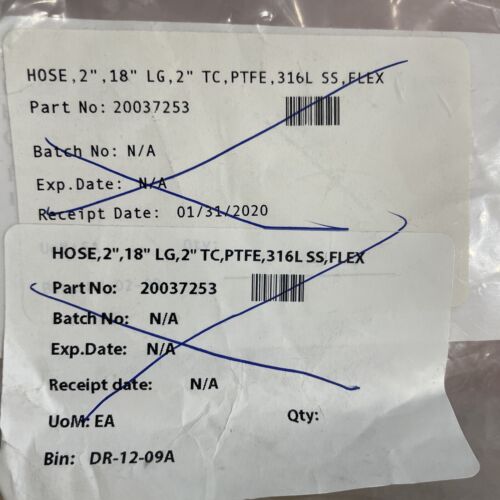 HOSE,2",18" LG,2" TC,PTFE,316L SS,FLEX
Part No: 20037253
Batch No: N/A
Exp.Date: N/A
Receipt Date: 01/31/2020
HOSE,2",18" LG,2" TC,PTFE,316L SS,FLEX
Part No: 20037253
Batch No: N/A
Exp.Date: N/A
Receipt date: N/A
UoM: EA Qty:
Bin: DR-12-09A